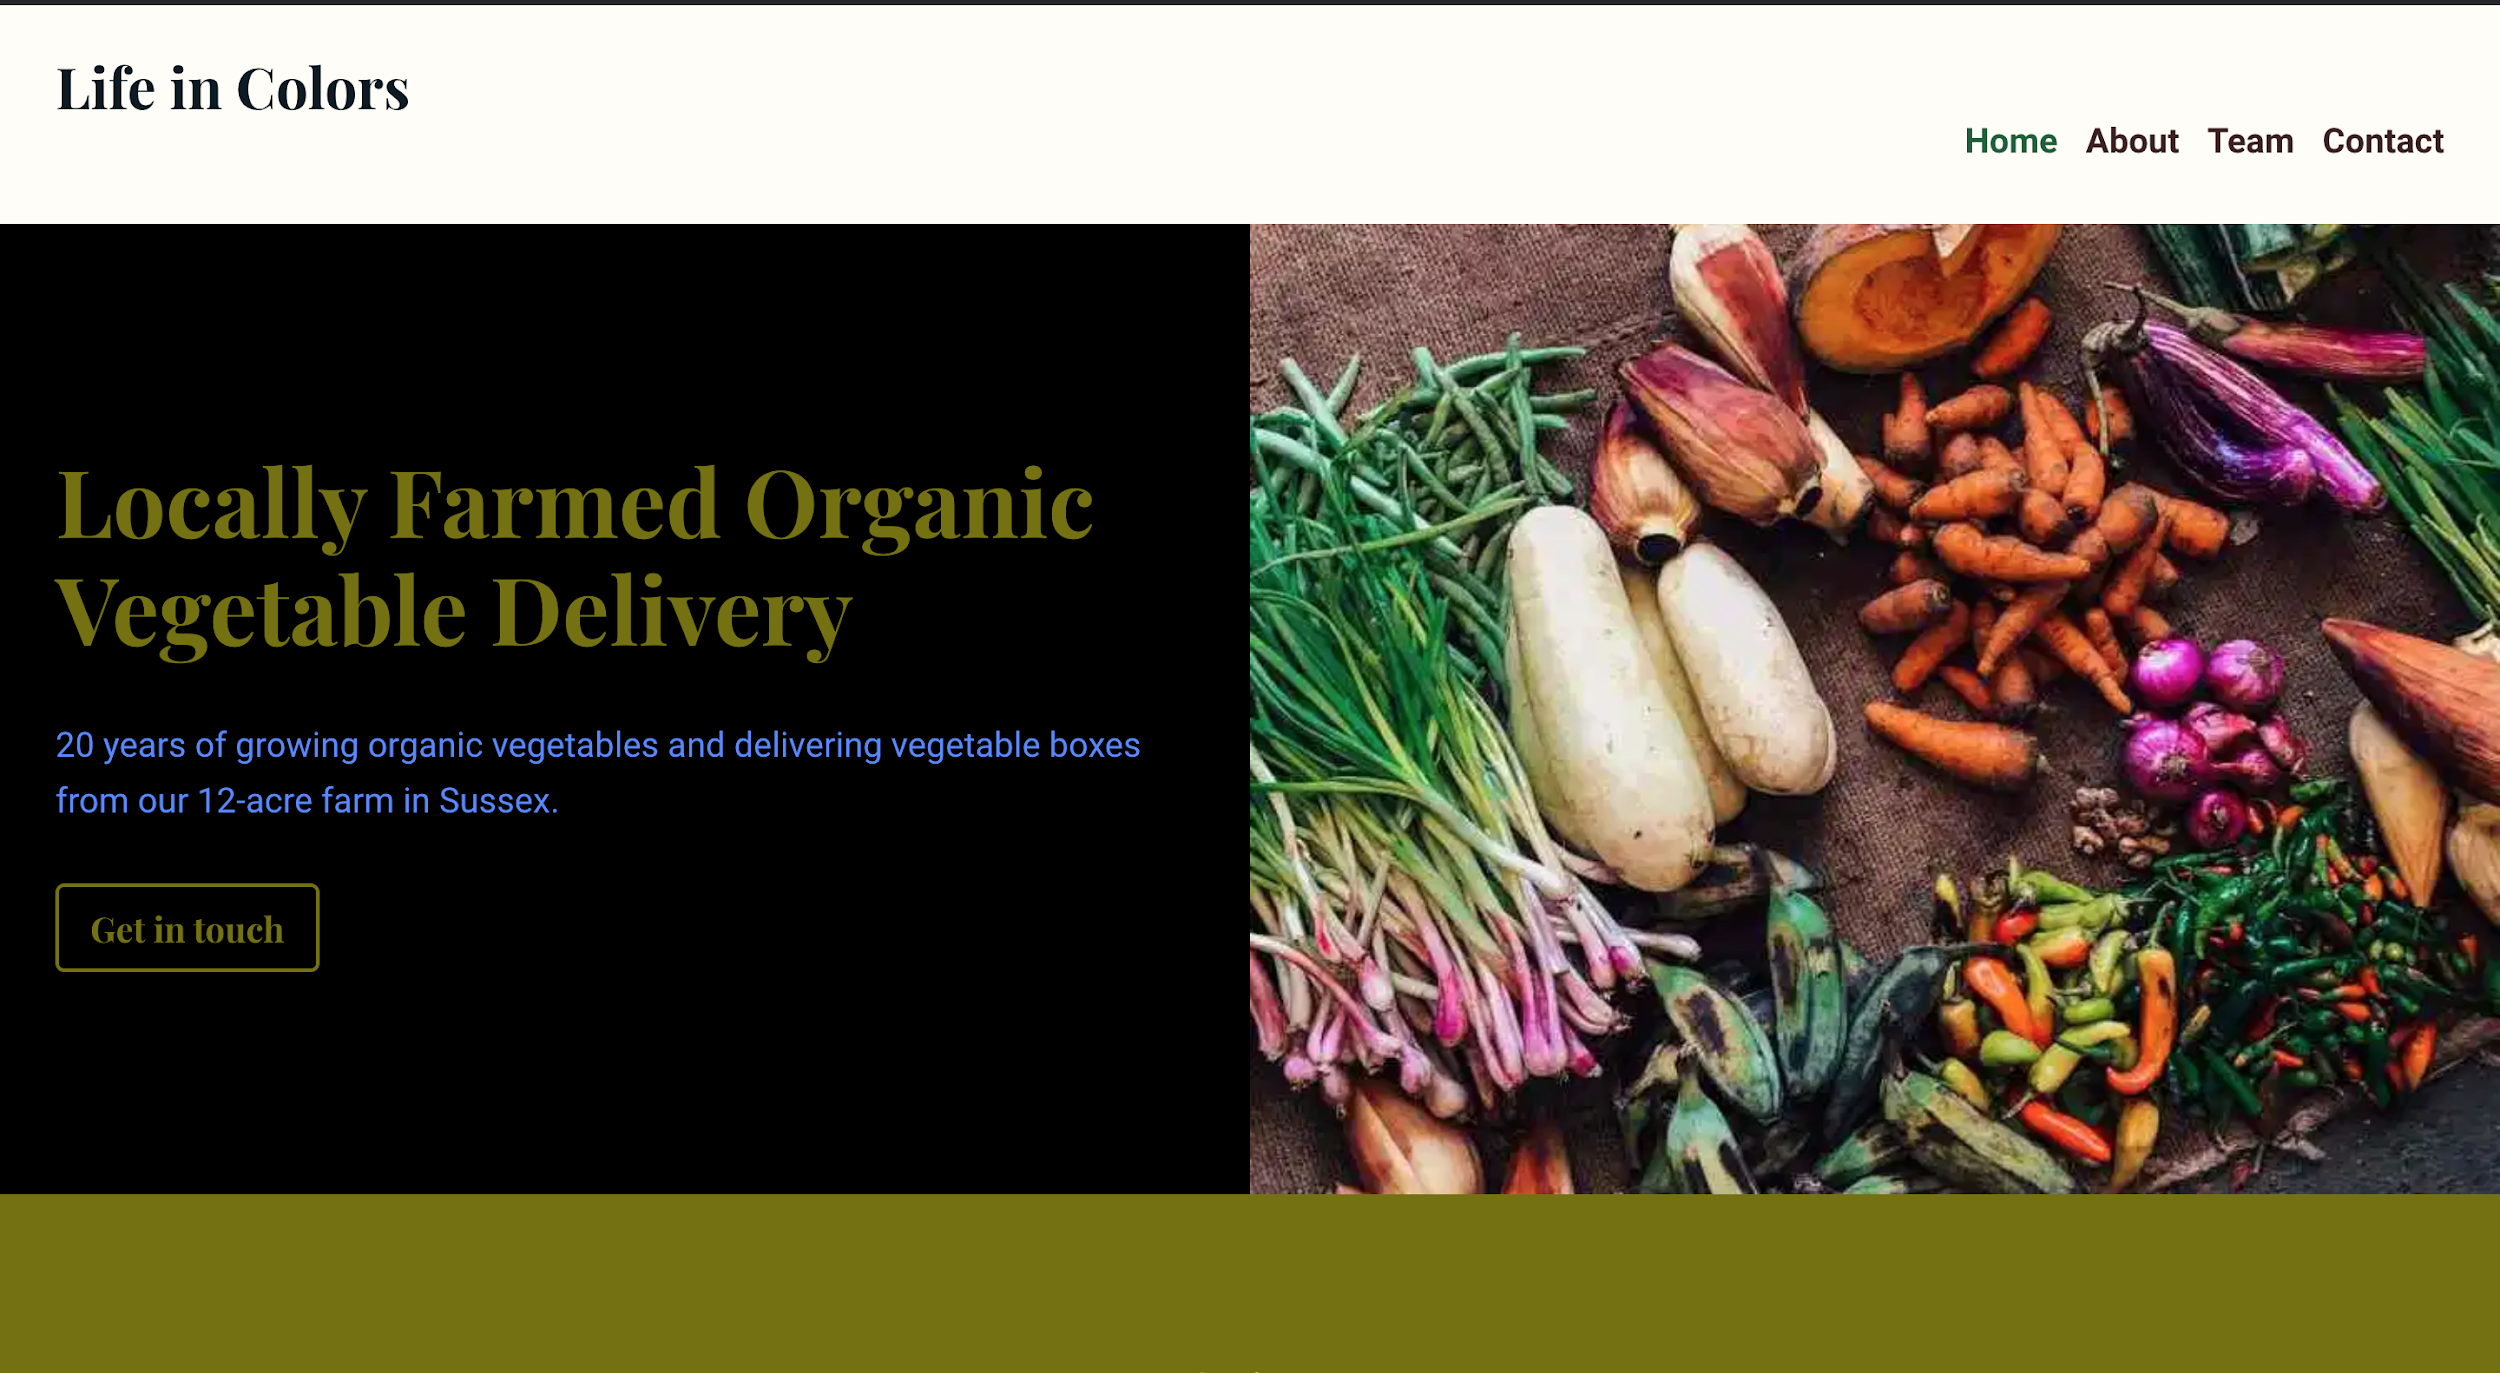 Life in Colors
Home About Team Contact
Locally Farmed Organic
Vegetable Delivery
20 years of growing organic vegetables and delivering vegetable boxes
from our 12-acre farm in Sussex.
Get in touch